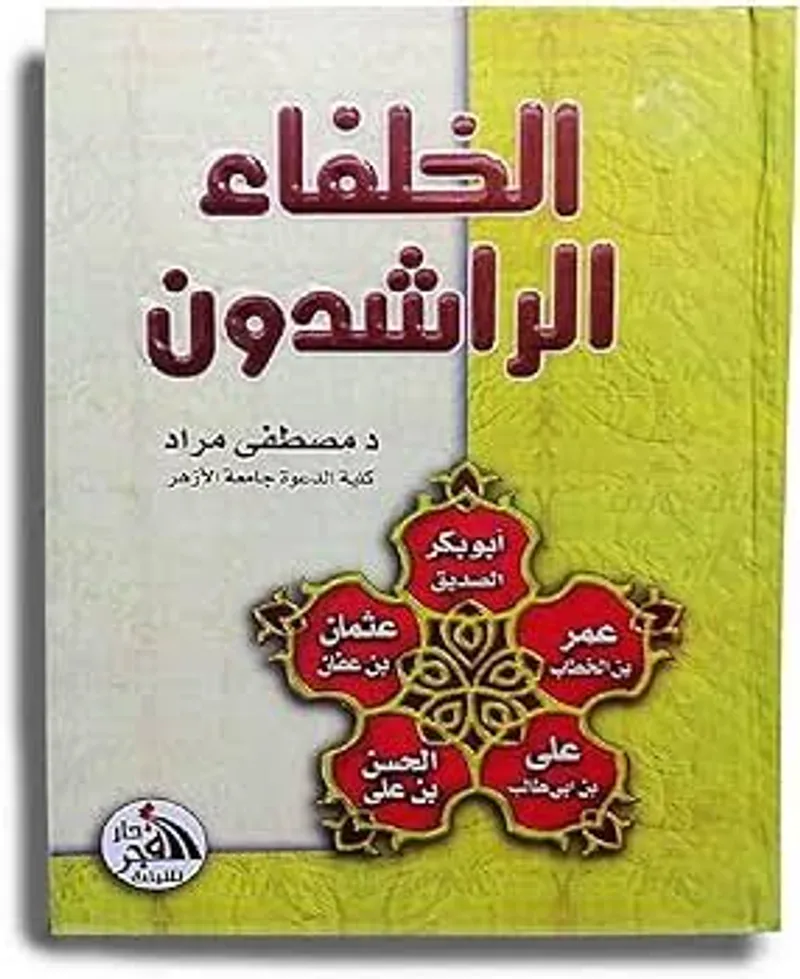 الخلفاء
الراشدون
د مصطفى مراد
كلية الدعوة جامعة الأزهر
أبو بكر
الصديق
عمر
بن الخطاب
عثمان
بن عفان
على
بن ابى طالب
الحسن
بن على
دار
الفجر
للتراث